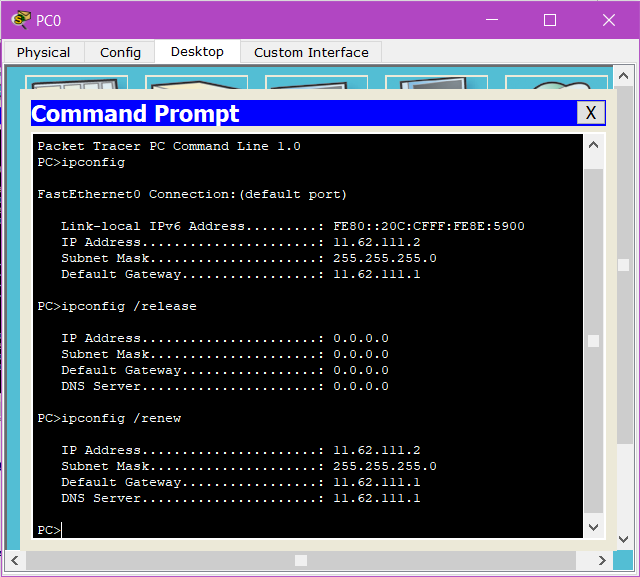 PC0
Physical Config Desktop Custom Interface
Command Prompt X
Packet Tracer PC Command Line 1.0
PC>ipconfig
FastEthernet0 Connection:(default port)
Link-local IPv6 Address.........: FE80::20C:CFFF:FE8E:5900
IP Address......................: 11.62.111.2
Subnet Mask.....................: 255.255.255.0
Default Gateway.................: 11.62.111.1
PC>ipconfig /release
IP Address......................: 0.0.0.0
Subnet Mask.....................: 0.0.0.0
Default Gateway.................: 0.0.0.0
DNS Server......................: 0.0.0.0
PC>ipconfig /renew
IP Address......................: 11.62.111.2
Subnet Mask.....................: 255.255.255.0
Default Gateway.................: 11.62.111.1
DNS Server......................: 11.62.111.1
PC>